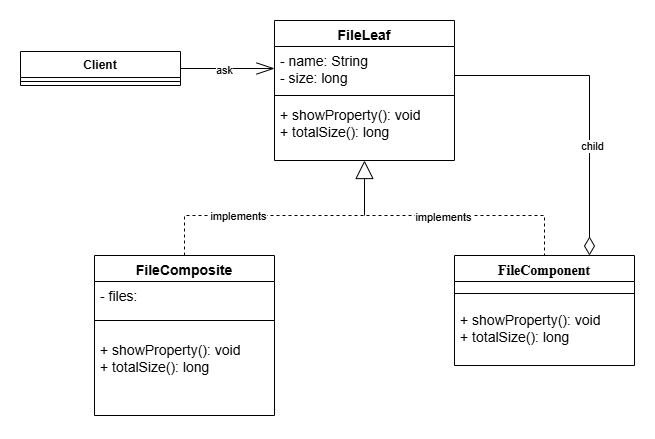 FileLeaf
- name: String
- size: long
+ showProperty(): void
+ totalSize(): long
Client
ask
child
implements
implements
FileComposite
- files:
+ showProperty(): void
+ totalSize(): long
FileComponent
+ showProperty(): void
+ totalSize(): long